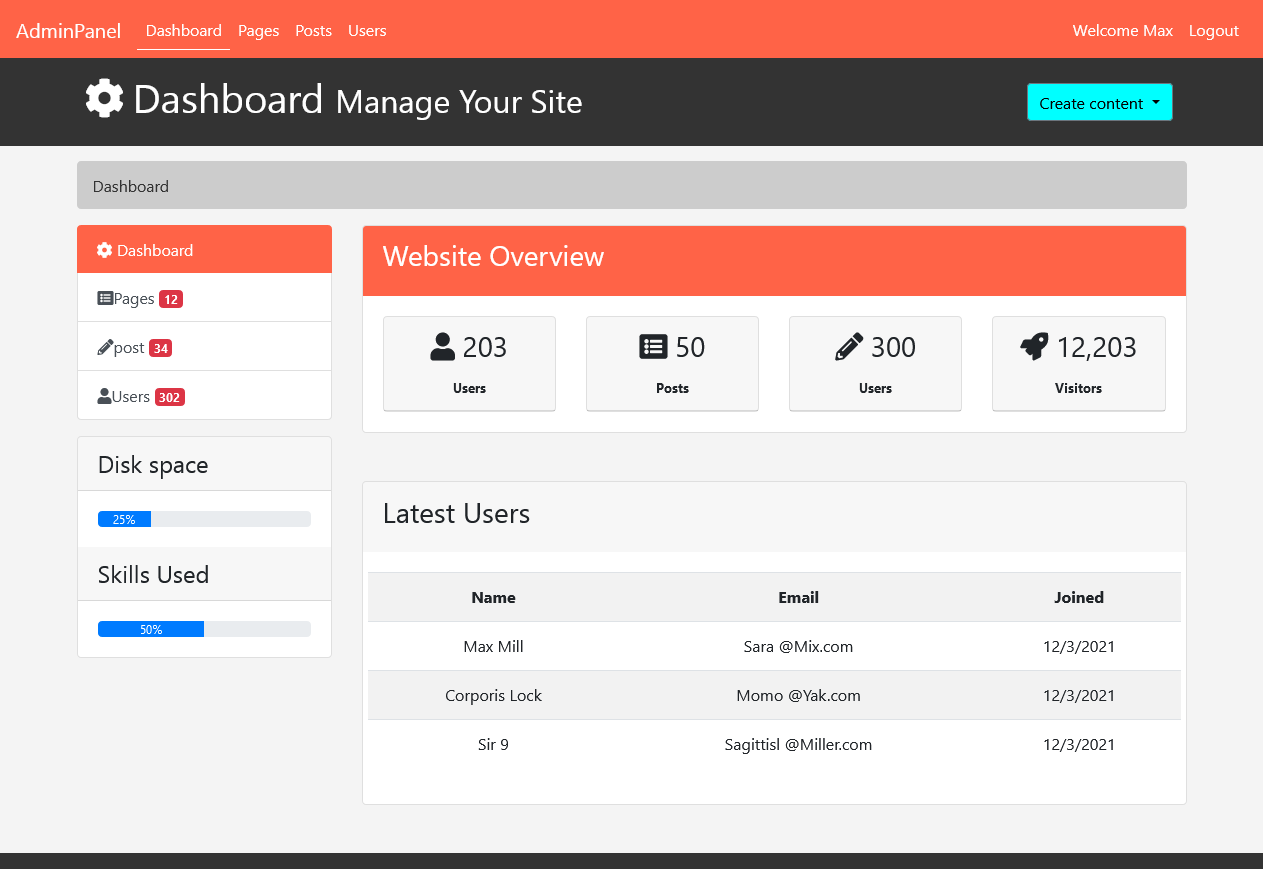 AdminPanel Dashboard Pages Posts Users Welcome Max Logout
Dashboard Manage Your Site Create content
Dashboard
Dashboard
Pages 12
post 34
Users 302
Disk space
25%
Skills Used
50%
Website Overview
203 50 300 12,203
Users Posts Users Visitors
Latest Users
Name Email Joined
Max Mill Sara @Mix.com 12/3/2021
Corporis Lock Momo @Yak.com 12/3/2021
Sir 9 Sagittisl @Miller.com 12/3/2021